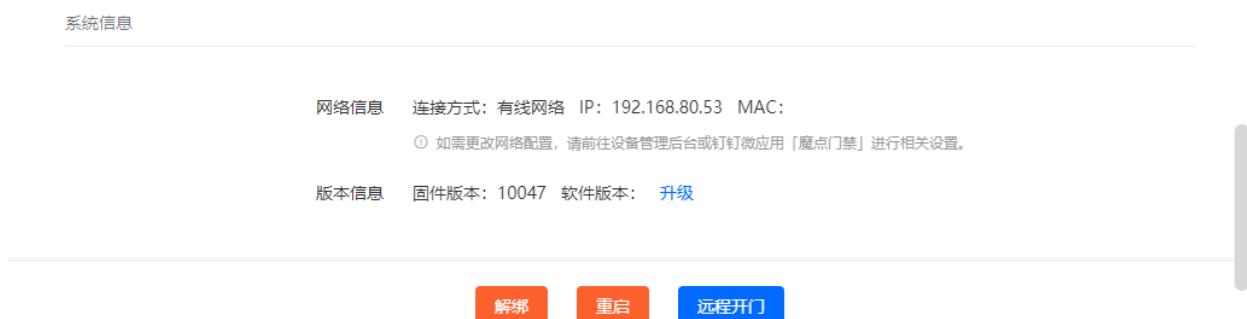 系统信息
网络信息 连接方式：有线网络 IP：192.168.80.53 MAC：
① 如需更改网络配置，请前往设备管理后台或钉钉微应用「魔点门禁」进行相关设置。
版本信息 固件版本：10047 软件版本： 升级
解绑 重启 远程开门